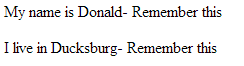 My name is Donald- Remember this
I live in Ducksburg- Remember this